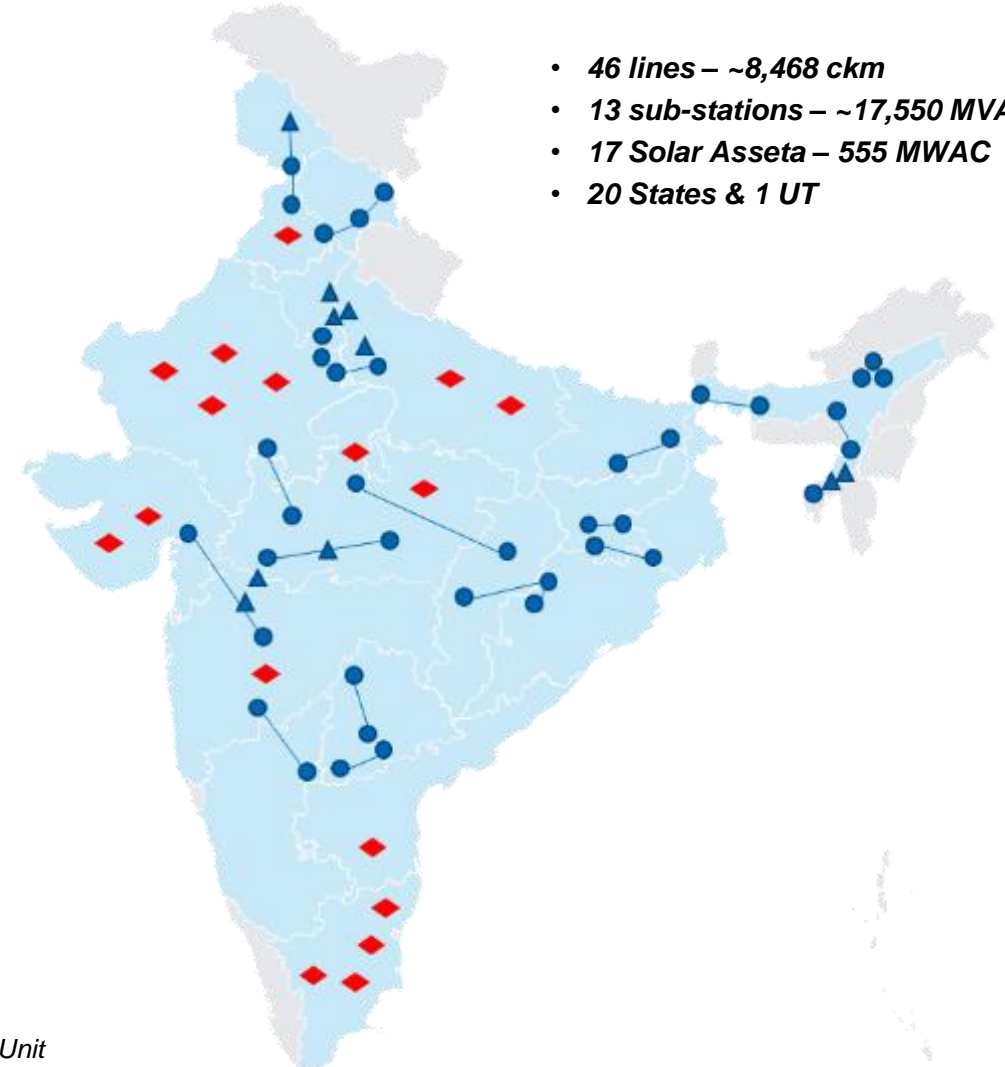 • 46 lines – ~8,468 ckm
• 13 sub-stations – ~17,550 MVA
• 17 Solar Asseta – 555 MWAC
• 20 States & 1 UT
Unit